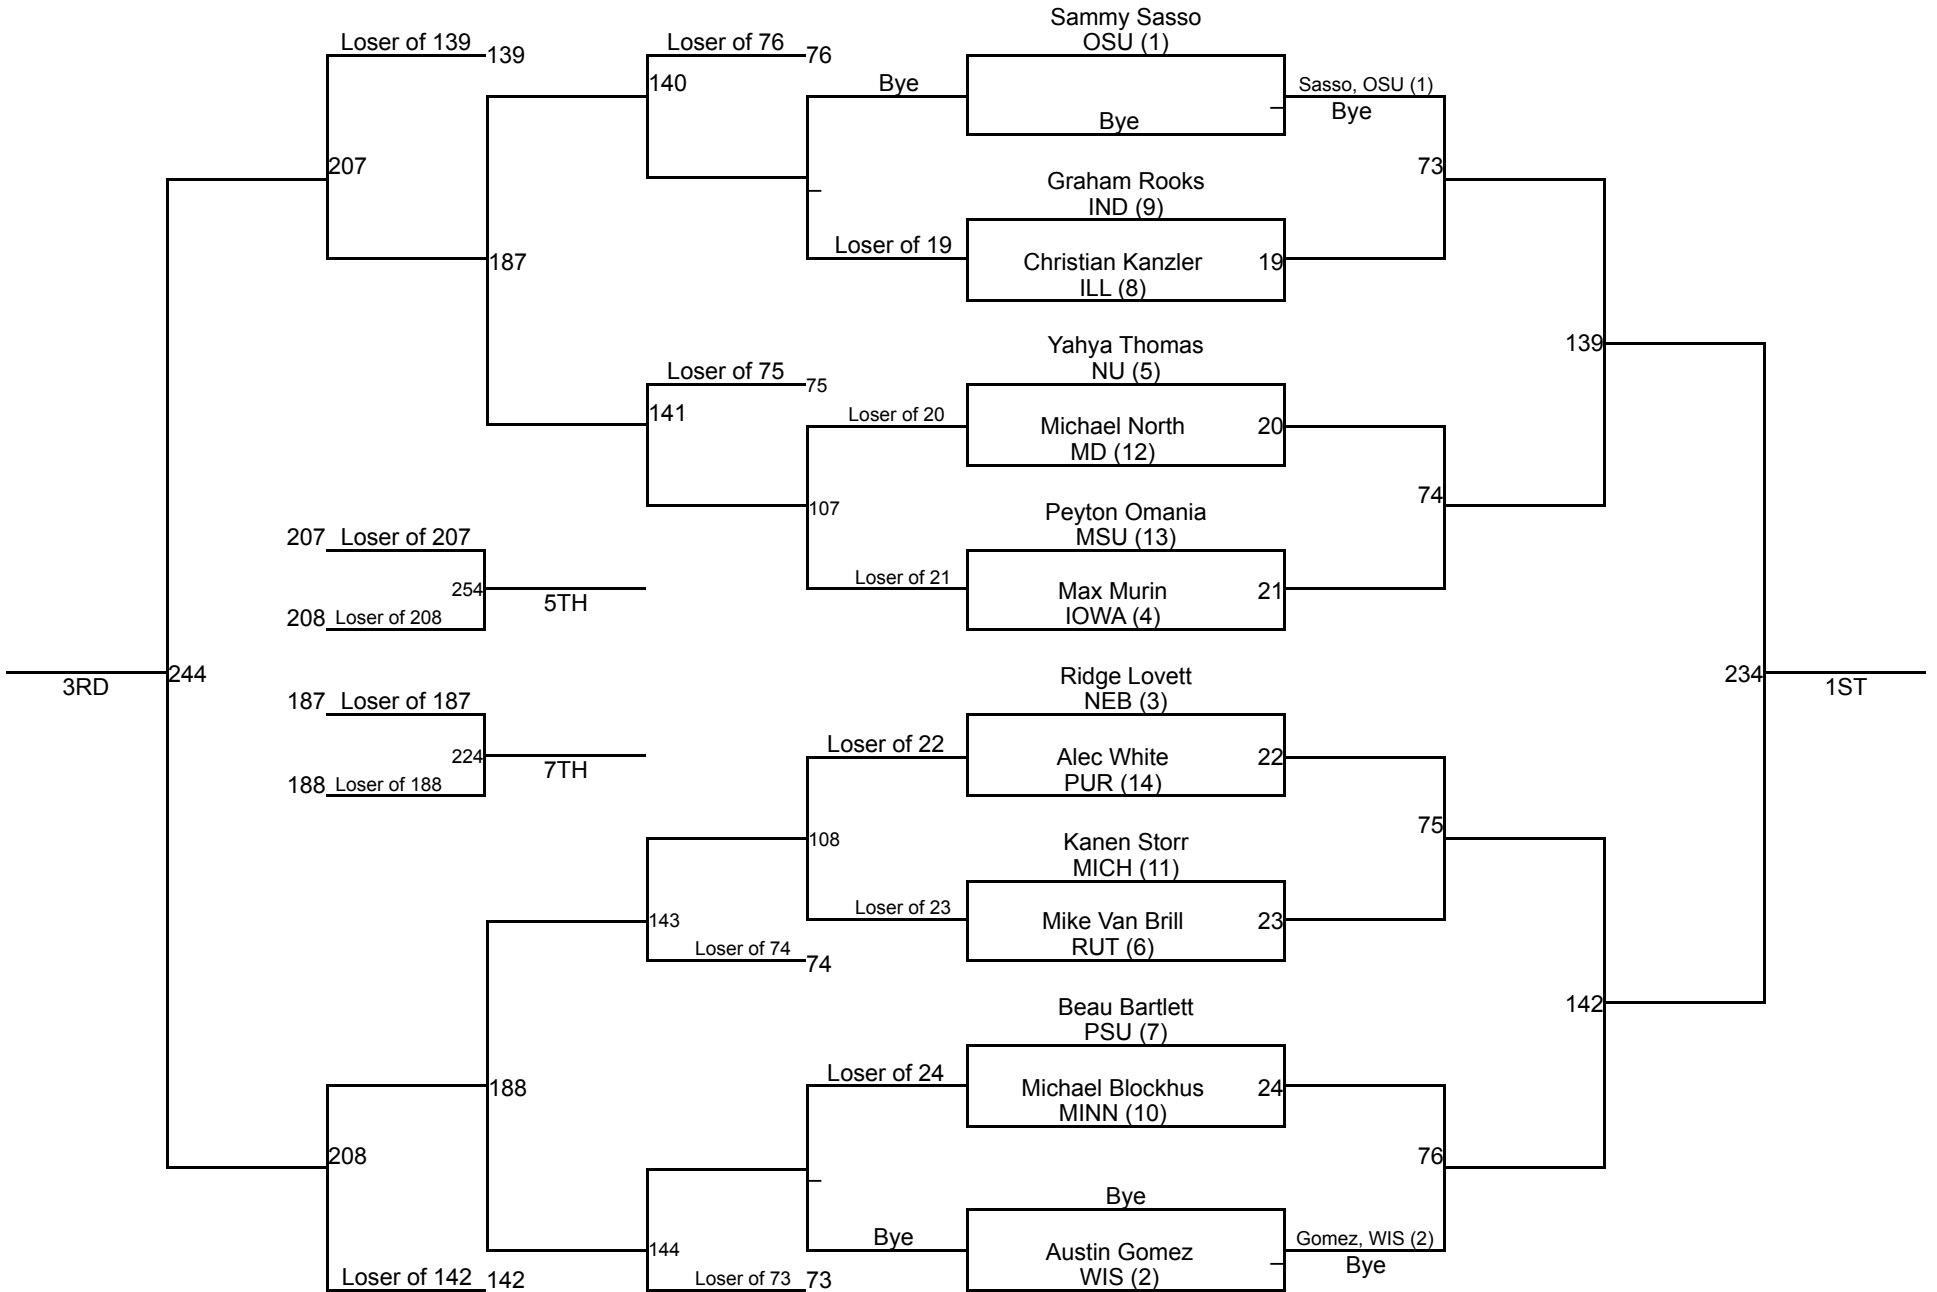 Sammy Sasso
OSU (1)
Loser of 139
139
Loser of 76
76
140
Bye
Sasso, OSU (1)
Bye
Bye
207
73
Graham Rooks
IND (9)
Loser of 19
187
Christian Kanzler
19
ILL (8)
Yahya Thomas
139
NU (5)
Loser of 75
75
141
Loser of 20
Michael North
20
MD (12)
74
107
Peyton Omania
MSU (13)
207
Loser of 207
254
5TH
208
Loser of 208
Loser of 21
Max Murin
21
IOWA (4)
3RD
244
Ridge Lovett
NEB (3)
234
1ST
187
Loser of 187
224
7TH
188
Loser of 188
Loser of 22
Alec White
22
PUR (14)
75
108
Kanen Storr
MICH (11)
143
Loser of 74
74
Loser of 23
Mike Van Brill
23
RUT (6)
Beau Bartlett
142
PSU (7)
188
Loser of 24
Michael Blockhus
24
MINN (10)
208
76
Bye
144
Bye
Austin Gomez
WIS (2)
Gomez, WIS (2)
Bye
Loser of 142
142
Loser of 73
73